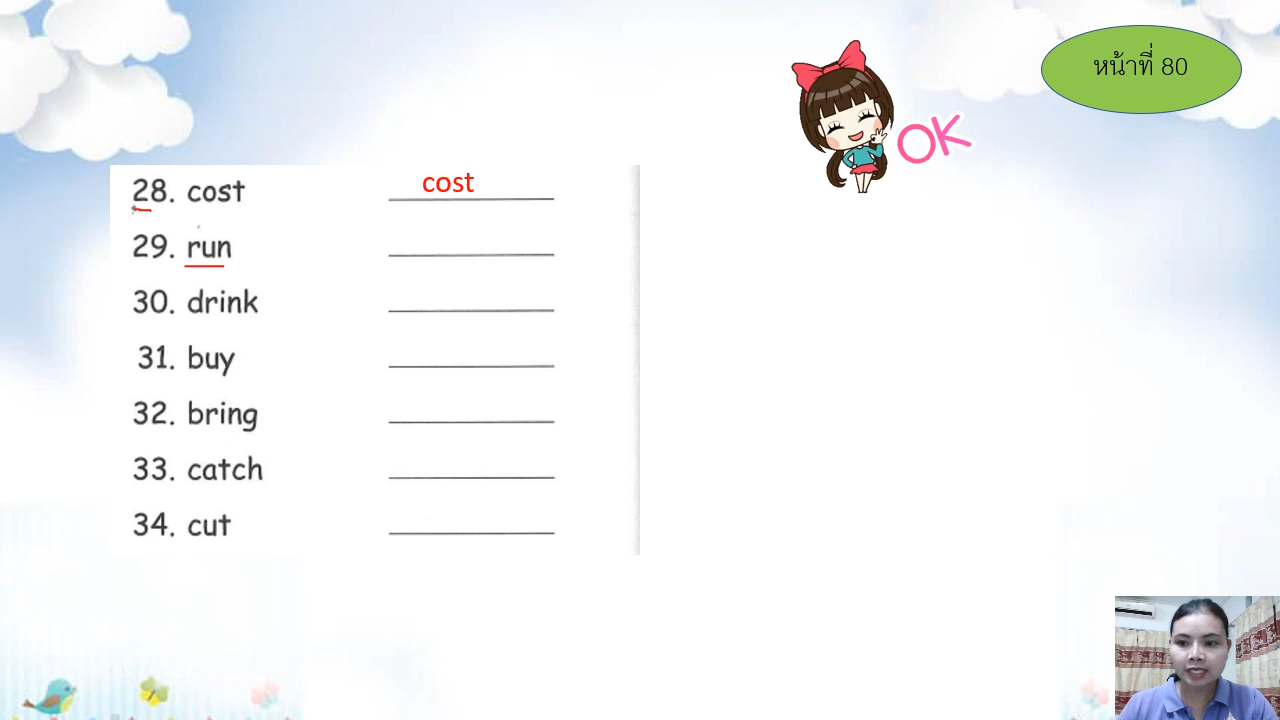 หน้าที่ 80
OK
28. cost cost
29. run
30. drink
31. buy
32. bring
33. catch
34. cut